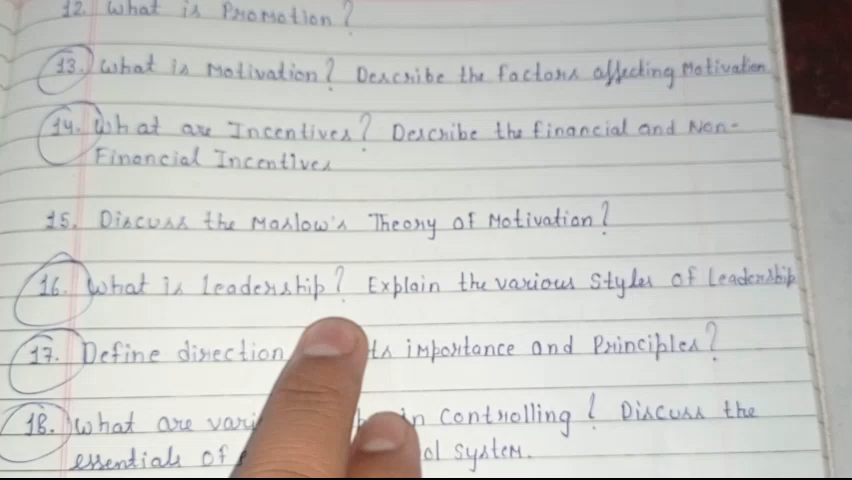 12. What is Promotion?
13. What is Motivation? Describe the factors affecting Motivation
14. What are Incentives? Describe the financial and Non-
Financial Incentives
15. Discuss the Maslow's Theory of Motivation?
16. What is Leadership? Explain the various Styles of Leadership
17. Define direction its importance and Principles?
18. What are in Controlling? Discuss the
essentials of System.